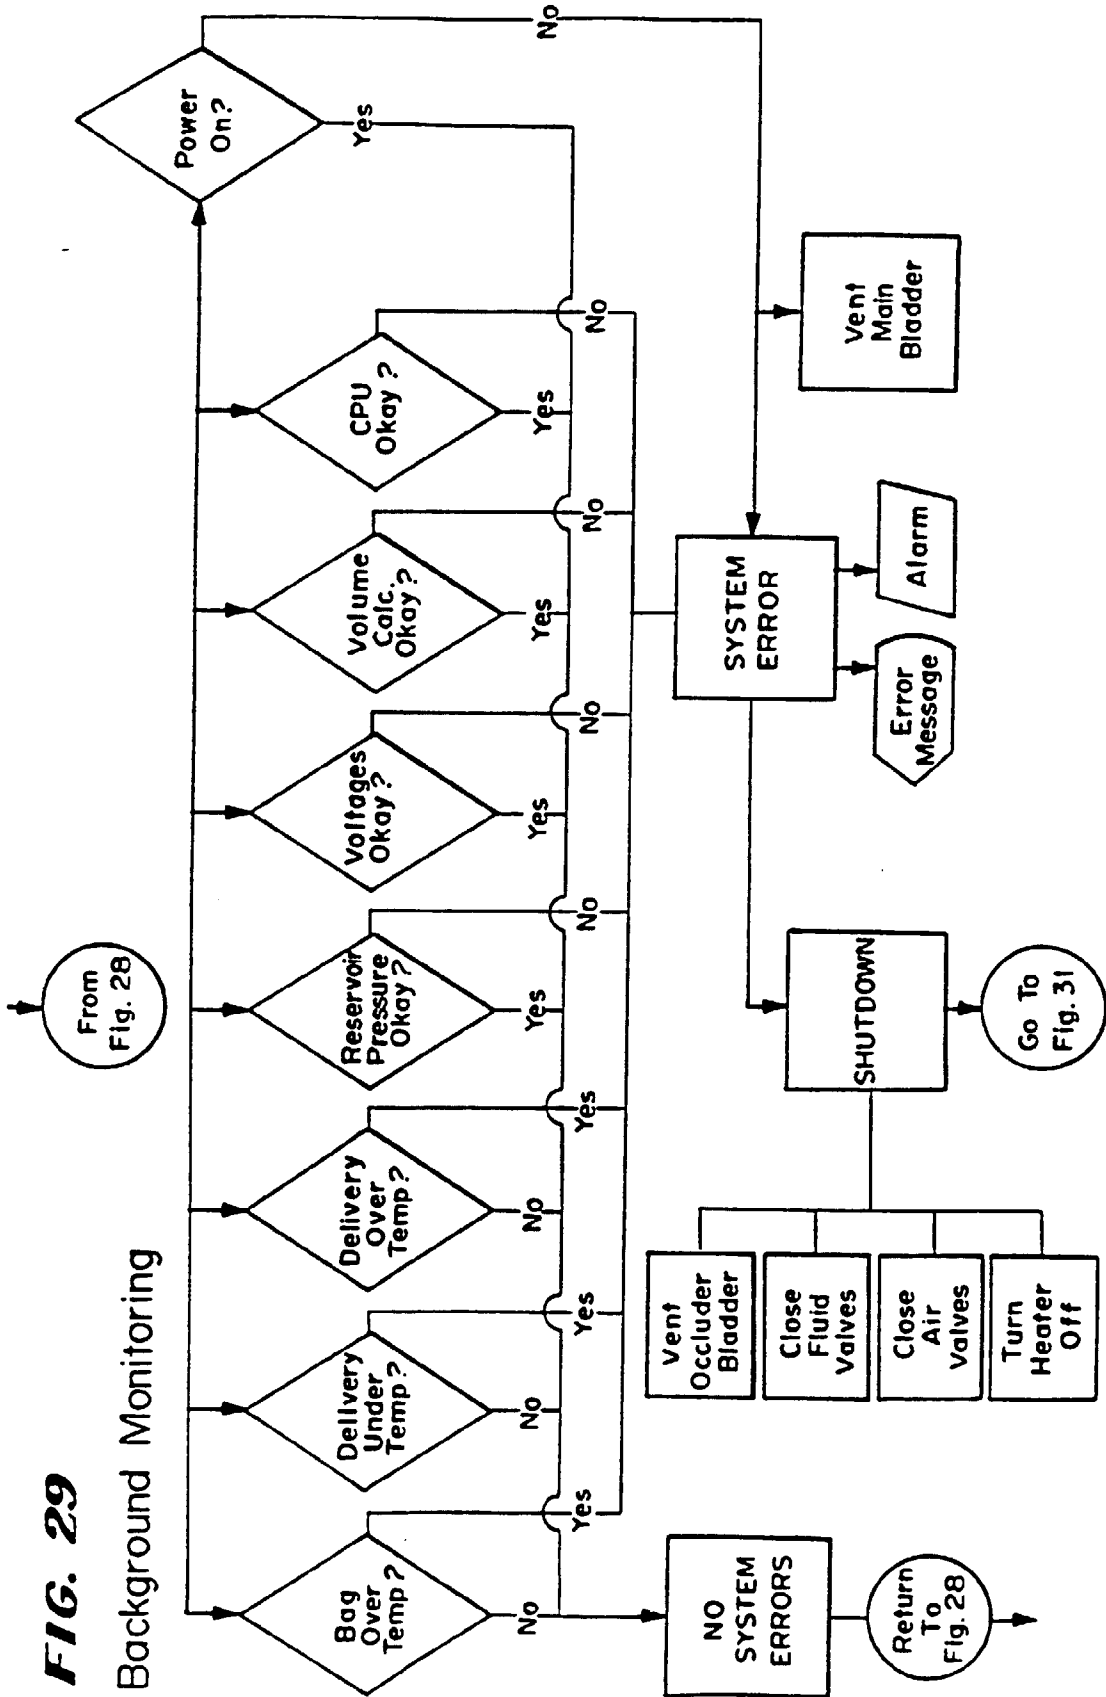 FIG. 29
Background Monitoring
From
Fig. 28
Bag
Over
Temp?
Delivery
Under
Temp?
Delivery
Over
Temp?
Reservoir
Pressure
Okay?
Voltages
Okay?
Volume
Calc.
Okay?
CPU
Okay?
Power
On?
No
No
No
Yes
Yes
Yes
Yes
Yes
Yes
Yes
Yes
No
No
No
No
No
NO
SYSTEM
ERRORS
Return
To
Fig. 28
Vent
Occluder
Bladder
Close
Fluid
Valves
Close
Air
Valves
Turn
Heater
Off
SHUTDOWN
Go To
Fig. 31
SYSTEM
ERROR
Error
Message
Alarm
Vent
Main
Bladder